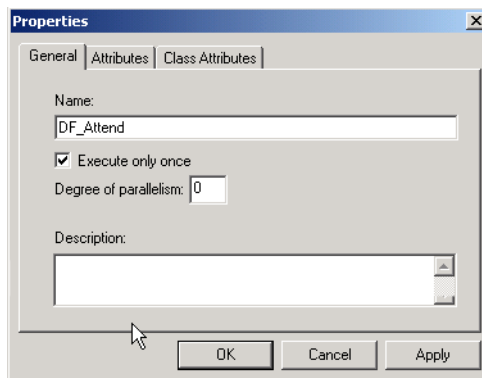 Properties
General Attributes Class Attributes
Name:
DF_Attend
Execute only once
Degree of parallelism: 0
Description:
OK Cancel Apply